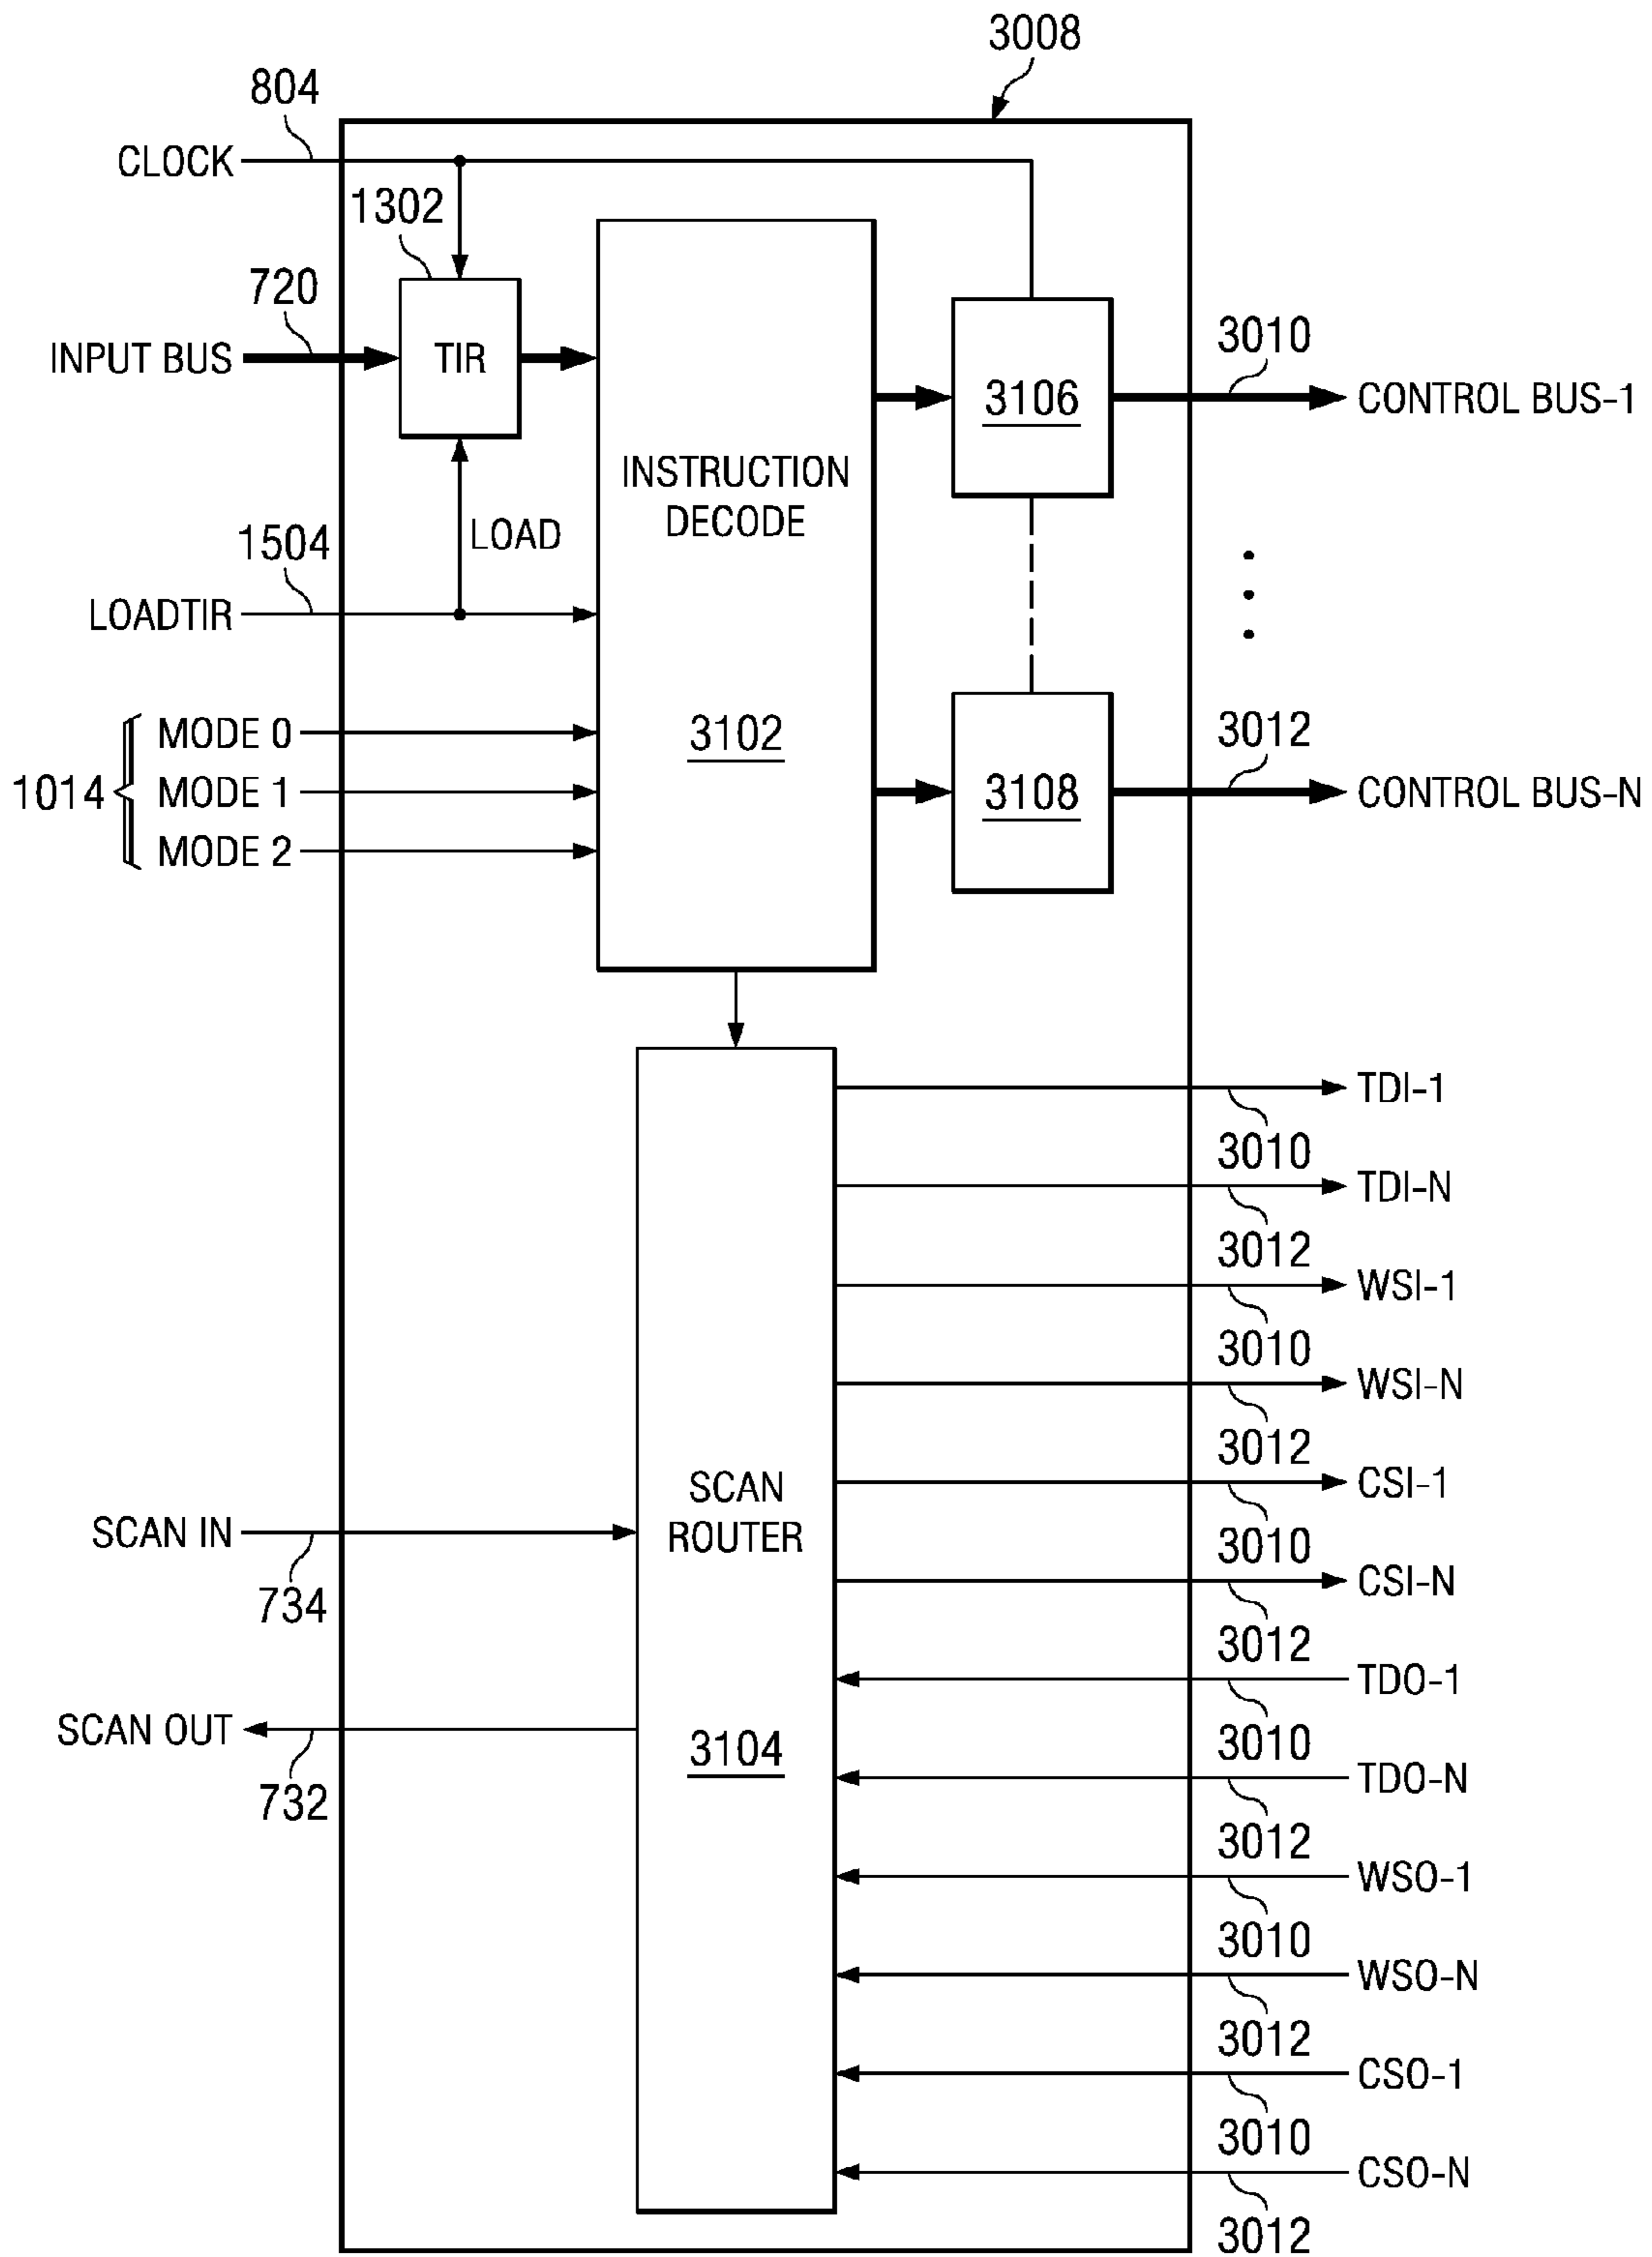 3008
804
CLOCK
1302
720
INPUT BUS
TIR
3106
3010
CONTROL BUS-1
INSTRUCTION
DECODE
1504
LOAD
LOADTIR
3102
1014
MODE 0
MODE 1
MODE 2
3108
3012
CONTROL BUS-N
TDI-1
3010
TDI-N
3012
WSI-1
3010
WSI-N
3012
CSI-1
3010
CSI-N
3012
SCAN
ROUTER
SCAN IN
734
TDO-1
3010
SCAN OUT
732
3104
TDO-N
3012
WSO-1
3010
WSO-N
3012
CSO-1
3010
CSO-N
3012